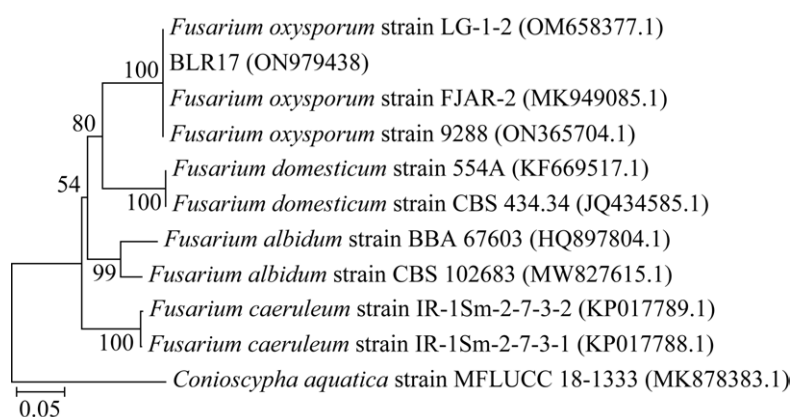 Fusarium oxysporum strain LG-1-2 (OM658377.1)
BLR17 (ON979438)
100
Fusarium oxysporum strain FJAR-2 (MK949085.1)
80
Fusarium oxysporum strain 9288 (ON365704.1)
Fusarium domesticum strain 554A (KF669517.1)
54
100
Fusarium domesticum strain CBS 434.34 (JQ434585.1)
Fusarium albidum strain BBA 67603 (HQ897804.1)
99
Fusarium albidum strain CBS 102683 (MW827615.1)
Fusarium caeruleum strain IR-1Sm-2-7-3-2 (KP017789.1)
100
Fusarium caeruleum strain IR-1Sm-2-7-3-1 (KP017788.1)
Conioscypha aquatica strain MFLUCC 18-1333 (MK878383.1)
0.05